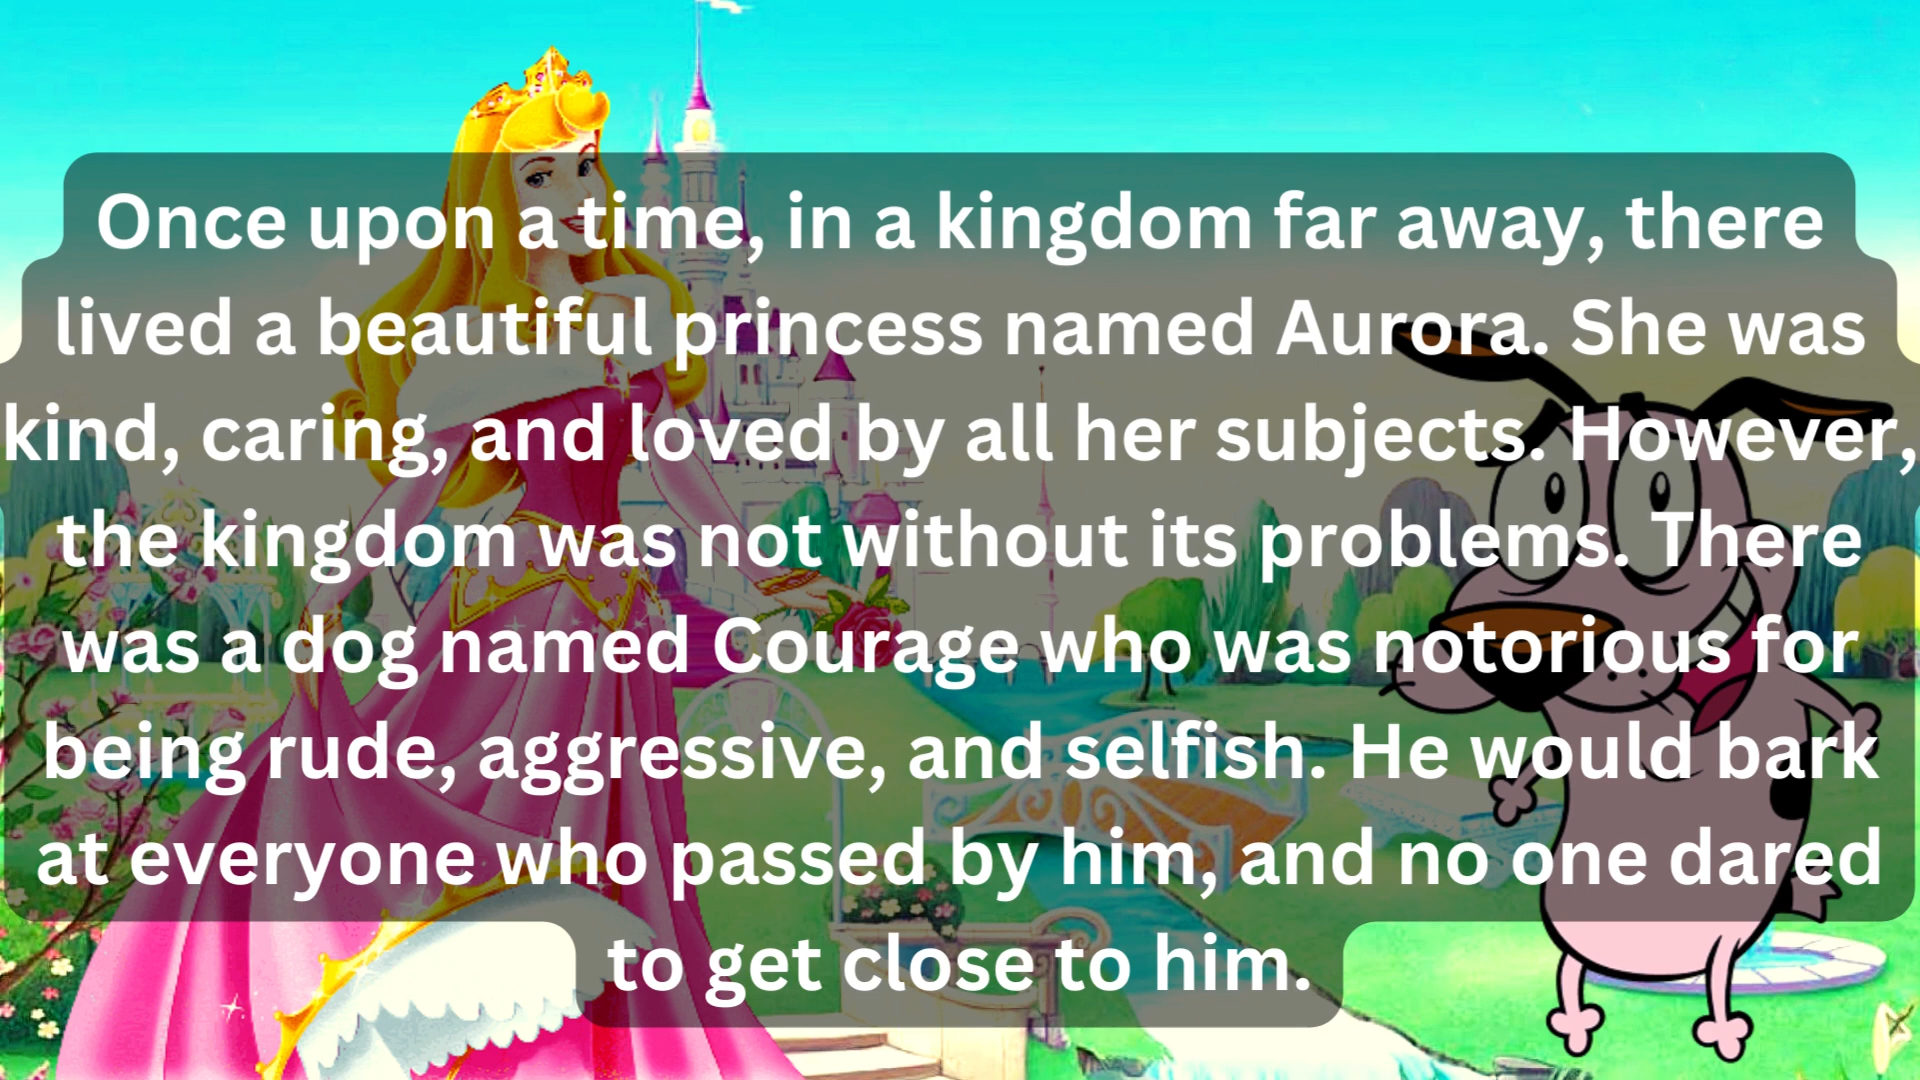 Once upon a time, in a kingdom far away, there
lived a beautiful princess named Aurora. She was
kind, caring, and loved by all her subjects. However,
the kingdom was not without its problems. There
was a dog named Courage who was notorious for
being rude, aggressive, and selfish. He would bark
at everyone who passed by him, and no one dared
to get close to him.